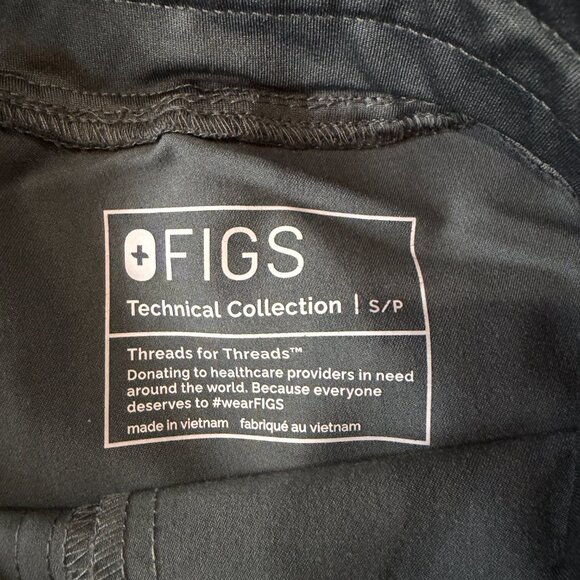 FIGS
Technical Collection | S/P
Threads for Threads™
Donating to healthcare providers in need
around the world. Because everyone
deserves to #wearFIGS
made in vietnam fabriqué au vietnam